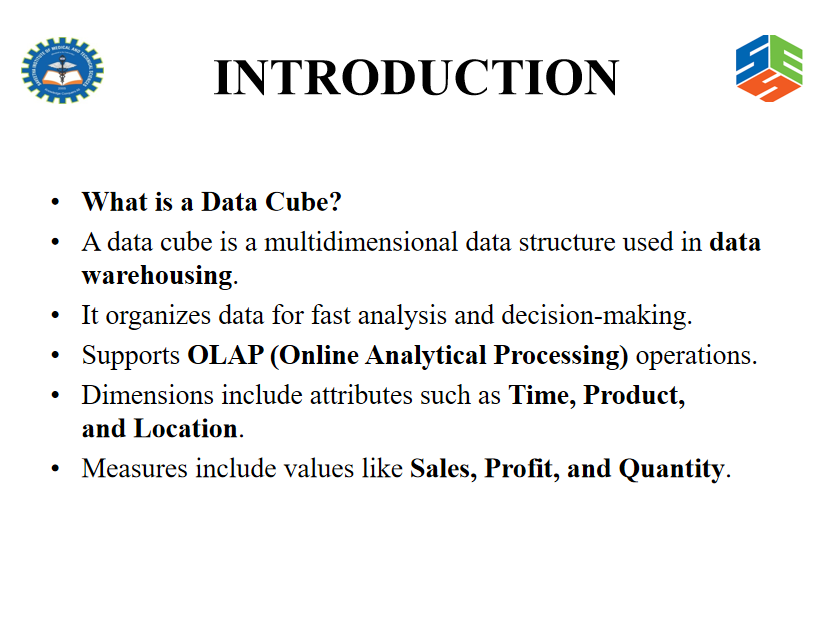 INTRODUCTION
• What is a Data Cube?
• A data cube is a multidimensional data structure used in data
warehousing.
• It organizes data for fast analysis and decision-making.
• Supports OLAP (Online Analytical Processing) operations.
• Dimensions include attributes such as Time, Product,
and Location.
• Measures include values like Sales, Profit, and Quantity.
SES